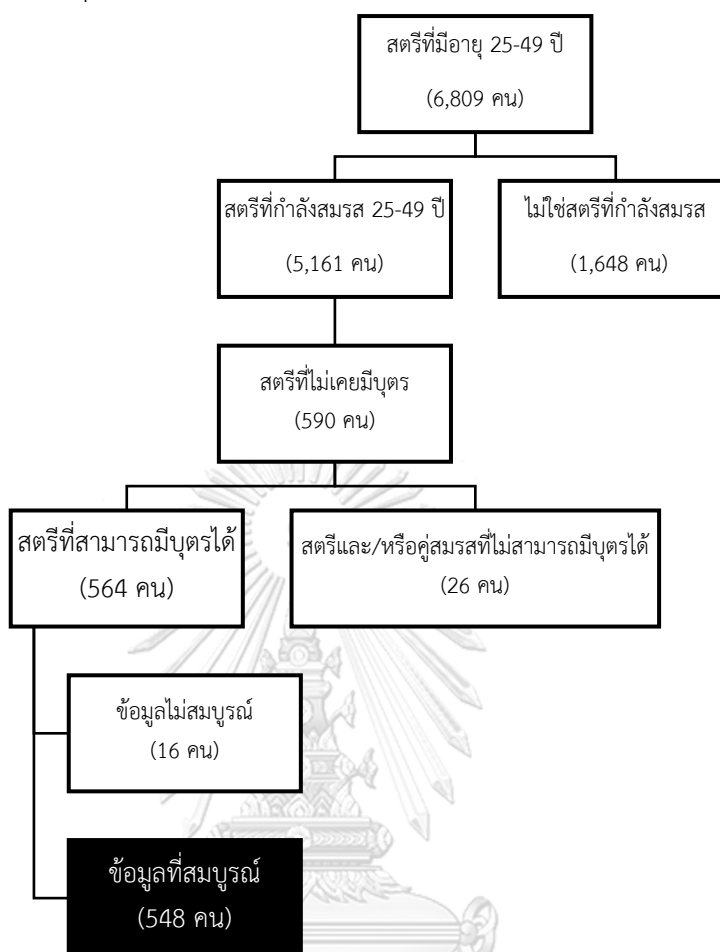 สตรีที่มีอายุ 25-49 ปี
(6,809 คน)
สตรีที่กำลังสมรส 25-49 ปี
(5,161 คน)
ไม่ใช่สตรีที่กำลังสมรส
(1,648 คน)
สตรีที่ไม่เคยมีบุตร
(590 คน)
สตรีที่สามารถมีบุตรได้
(564 คน)
สตรีและ/หรือคู่สมรสที่ไม่สามารถมีบุตรได้
(26 คน)
ข้อมูลไม่สมบูรณ์
(16 คน)
ข้อมูลที่สมบูรณ์
(548 คน)